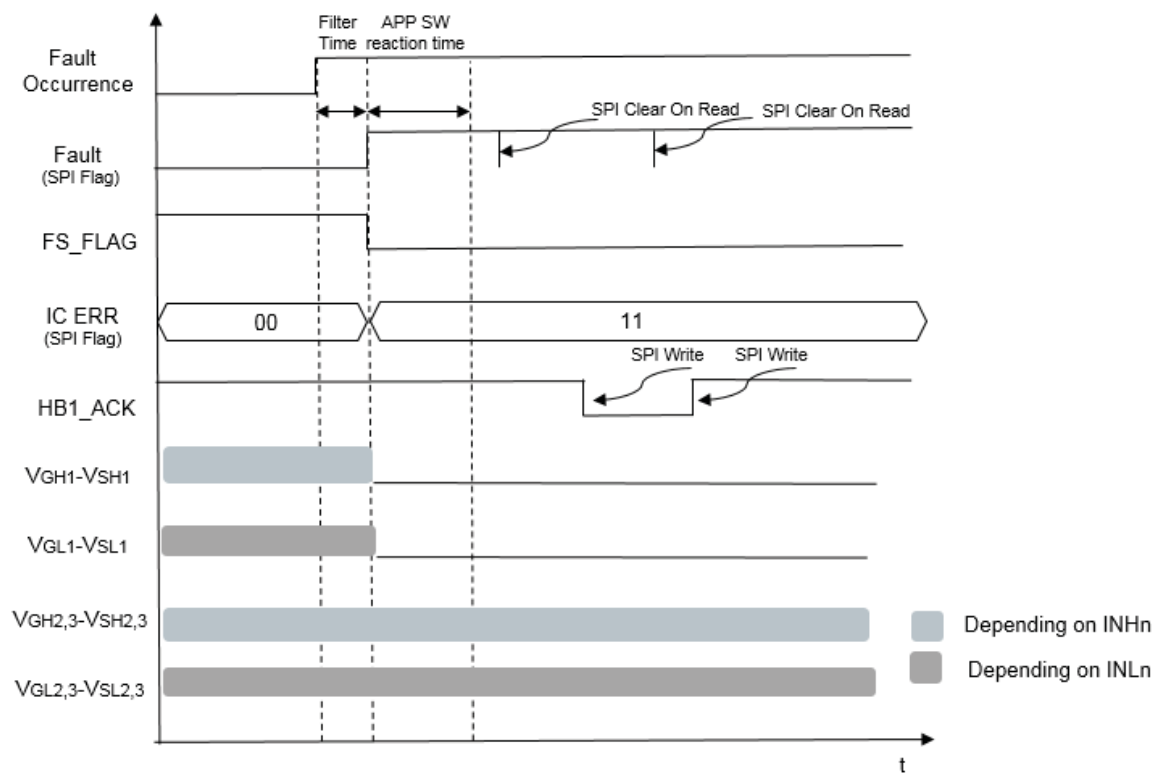 Filter
Time
APP SW
reaction time
Fault
Occurrence
SPI Clear On Read
SPI Clear On Read
Fault
(SPI Flag)
FS_FLAG
IC ERR
(SPI Flag)
00
11
SPI Write
SPI Write
HB1_ACK
VGH1-VSH1
VGL1-VSL1
VGH2,3-VSH2,3
Depending on INHn
VGL2,3-VSL2,3
Depending on INLn
t